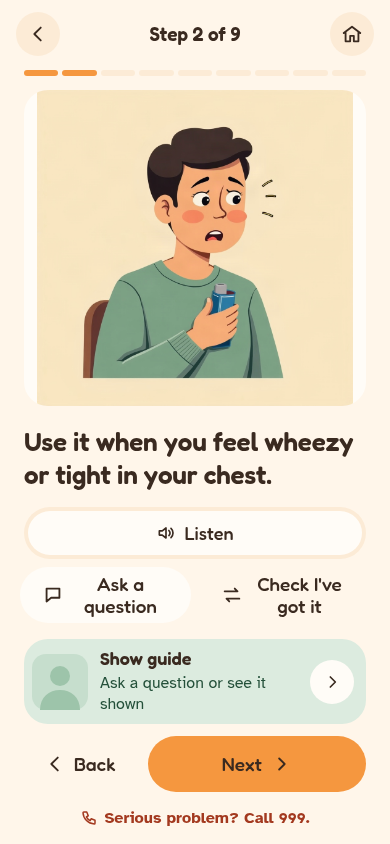 Step 2 of 9
Use it when you feel wheezy
or tight in your chest.
Listen
Ask a
question
Check I've
got it
Show guide
Ask a question or see it
shown
Back
Next
Serious problem? Call 999.